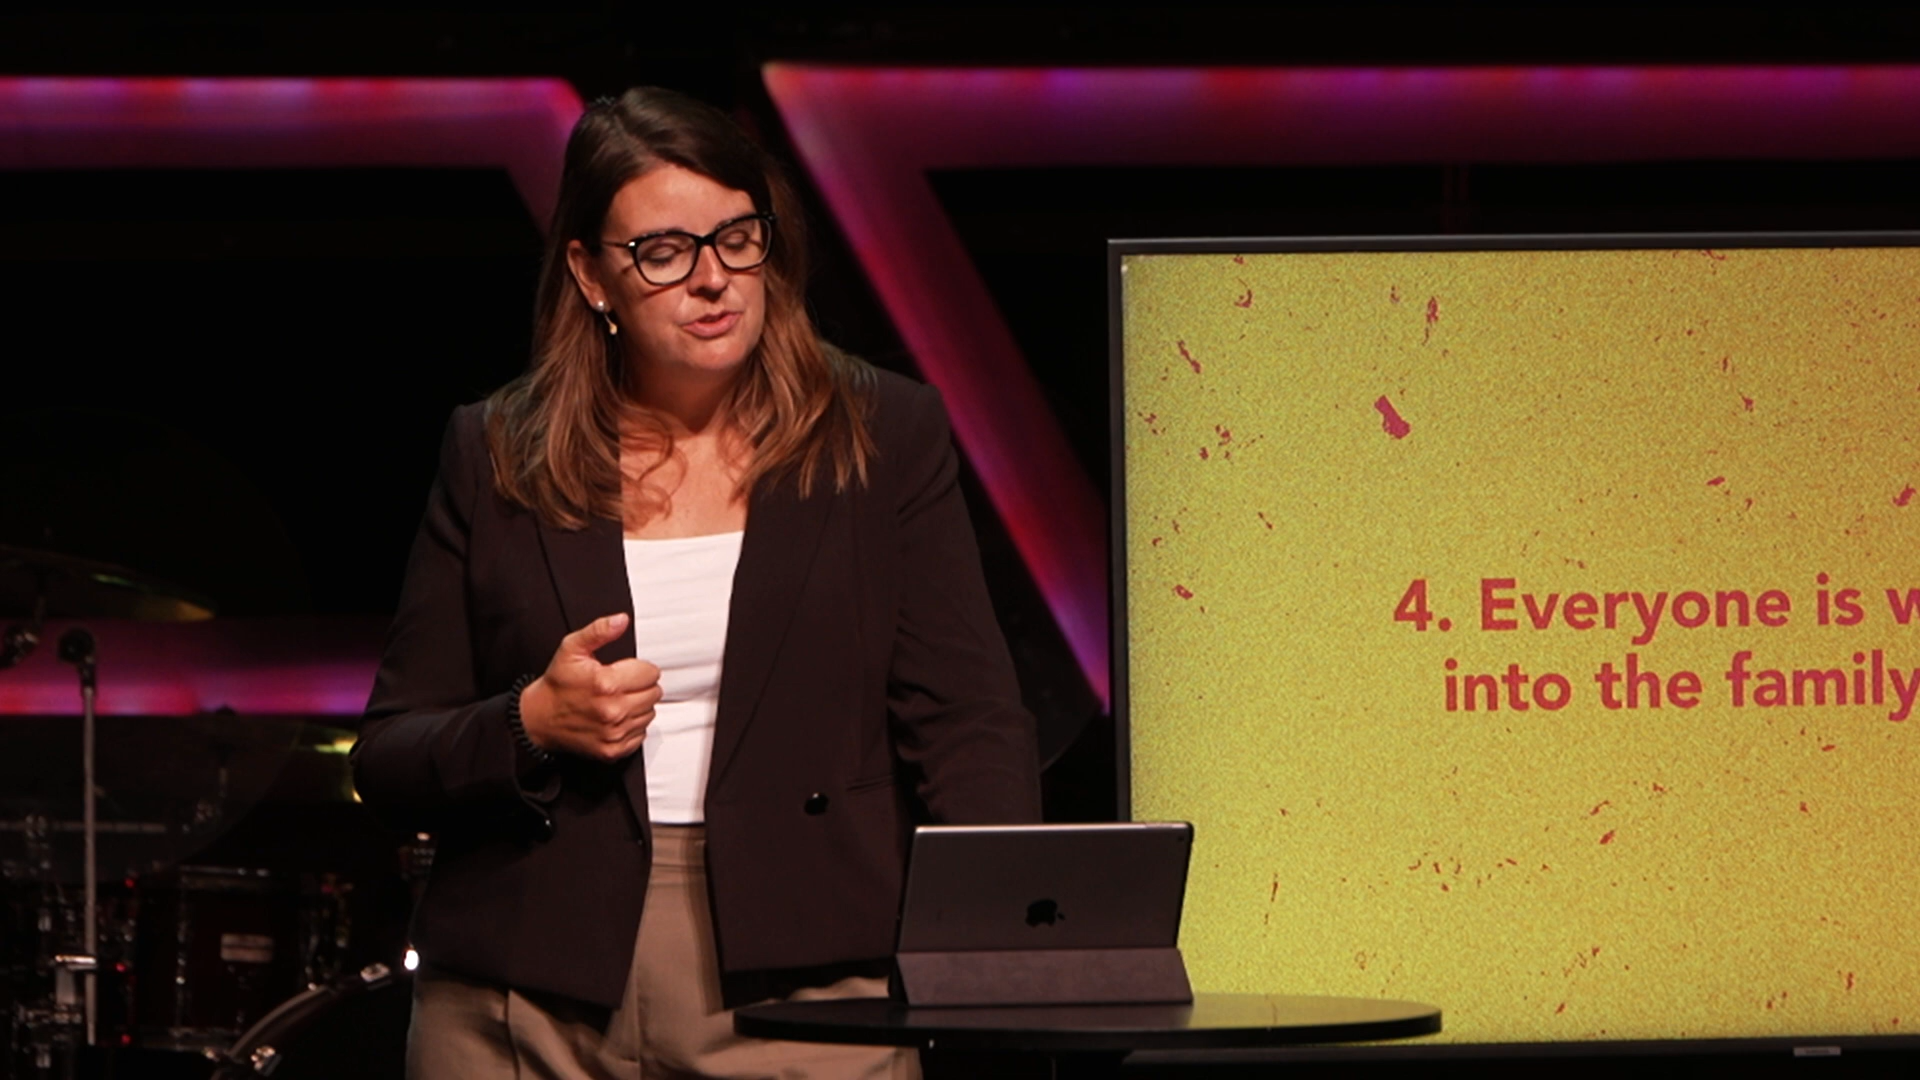 4. Everyone is
into the family